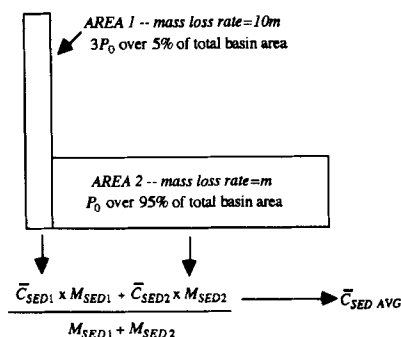 AREA 1 -- mass loss rate=10m
3P₀ over 5% of total basin area
AREA 2 -- mass loss rate=m
P₀ over 95% of total basin area
C̅SED1 x MSED1 + C̅SED2 x MSED2
C̅SED AVG
MSED1 + MSED2